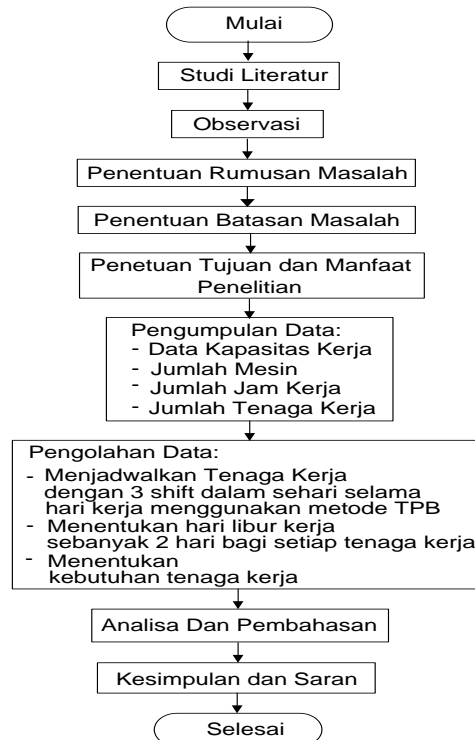 Mulai
Studi Literatur
Observasi
Penentuan Rumusan Masalah
Penentuan Batasan Masalah
Penetuan Tujuan dan Manfaat
Penelitian
Pengumpulan Data:
- Data Kapasitas Kerja
- Jumlah Mesin
- Jumlah Jam Kerja
- Jumlah Tenaga Kerja
Pengolahan Data:
- Menjadwalkan Tenaga Kerja
dengan 3 shift dalam sehari selama
hari kerja menggunakan metode TPB
- Menentukan hari libur kerja
sebanyak 2 hari bagi setiap tenaga kerja
- Menentukan
kebutuhan tenaga kerja
Analisa Dan Pembahasan
Kesimpulan dan Saran
Selesai